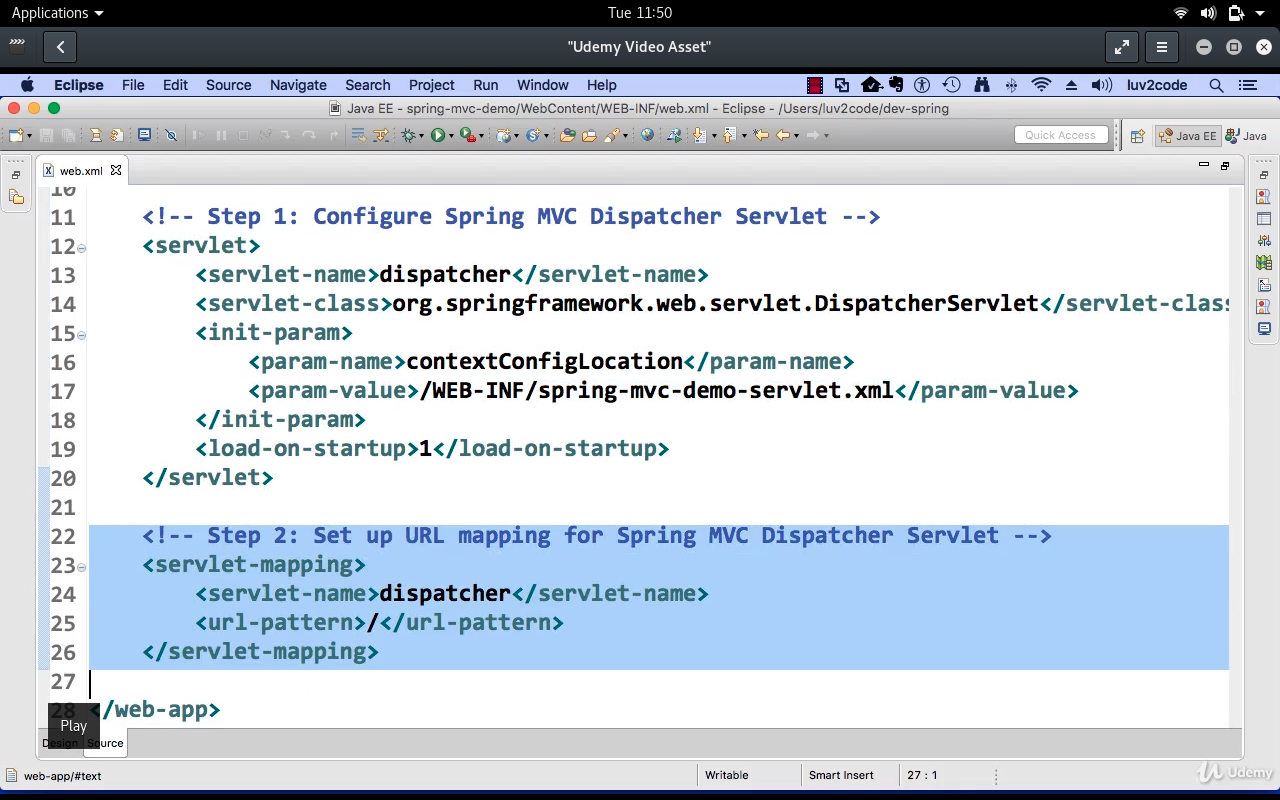 Applications
Tue 11:50
"Udemy Video Asset"
Eclipse File Edit Source Navigate Search Project Run Window Help luv2code
Java EE - spring-mvc-demo/WebContent/WEB-INF/web.xml - Eclipse - /Users/luv2code/dev-spring
Quick Access Java EE Java
web.xml
10
11 <!-- Step 1: Configure Spring MVC Dispatcher Servlet -->
12 <servlet>
13 <servlet-name>dispatcher</servlet-name>
14 <servlet-class>org.springframework.web.servlet.DispatcherServlet</servlet-class
15 <init-param>
16 <param-name>contextConfigLocation</param-name>
17 <param-value>/WEB-INF/spring-mvc-demo-servlet.xml</param-value>
18 </init-param>
19 <load-on-startup>1</load-on-startup>
20 </servlet>
21
22 <!-- Step 2: Set up URL mapping for Spring MVC Dispatcher Servlet -->
23 <servlet-mapping>
24 <servlet-name>dispatcher</servlet-name>
25 <url-pattern>/</url-pattern>
26 </servlet-mapping>
27
28 </web-app>
Play
Design Source
web-app/#text Writable Smart Insert 27 : 1
Udemy